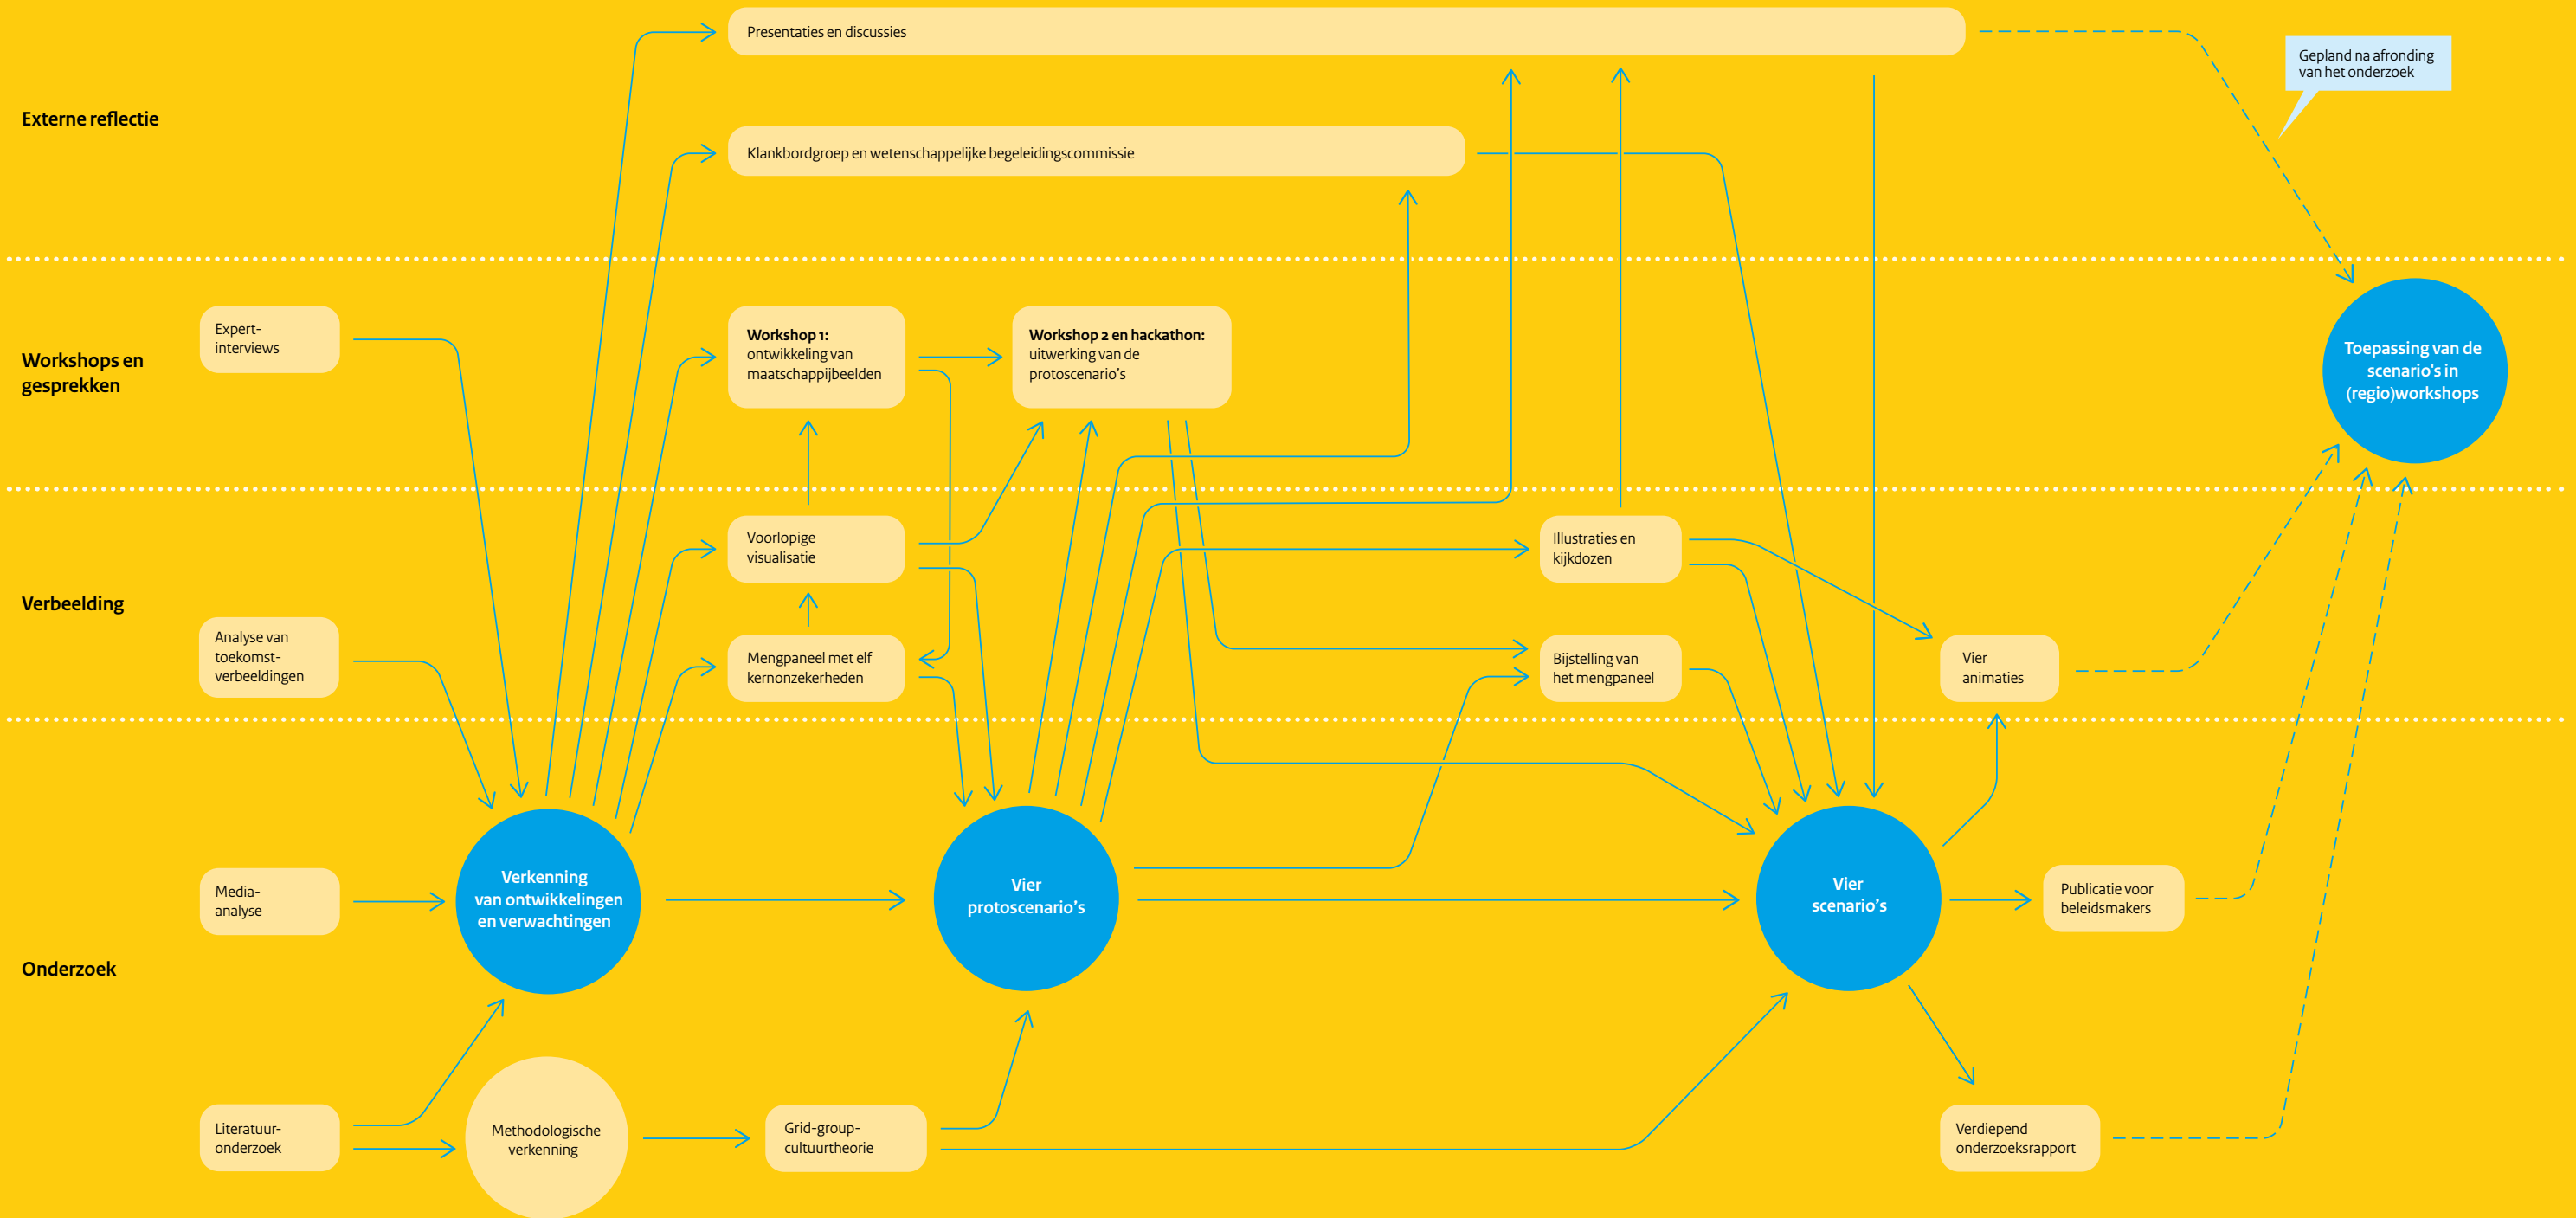 Presentaties en discussies
Gepland na afronding
van het onderzoek
Externe reflectie
Klankbordgroep en wetenschappelijke begeleidingscommissie
Workshops en
gesprekken
Expert-
interviews
Workshop 1:
ontwikkeling van
maatschappijbeelden
Workshop 2 en hackathon:
uitwerking van de
protoscenario’s
Toepassing van de
scenario's in
(regio)workshops
Verbeelding
Voorlopige
visualisatie
Illustraties en
kijkdozen
Analyse van
toekomst-
verbeeldingen
Mengpaneel met elf
kernonzekerheden
Bijstelling van
het mengpaneel
Vier
animaties
Onderzoek
Media-
analyse
Verkenning
van ontwikkelingen
en verwachtingen
Vier
protoscenario’s
Vier
scenario’s
Publicatie voor
beleidsmakers
Literatuur-
onderzoek
Methodologische
verkenning
Grid-group-
cultuurtheorie
Verdiepend
onderzoeksrapport